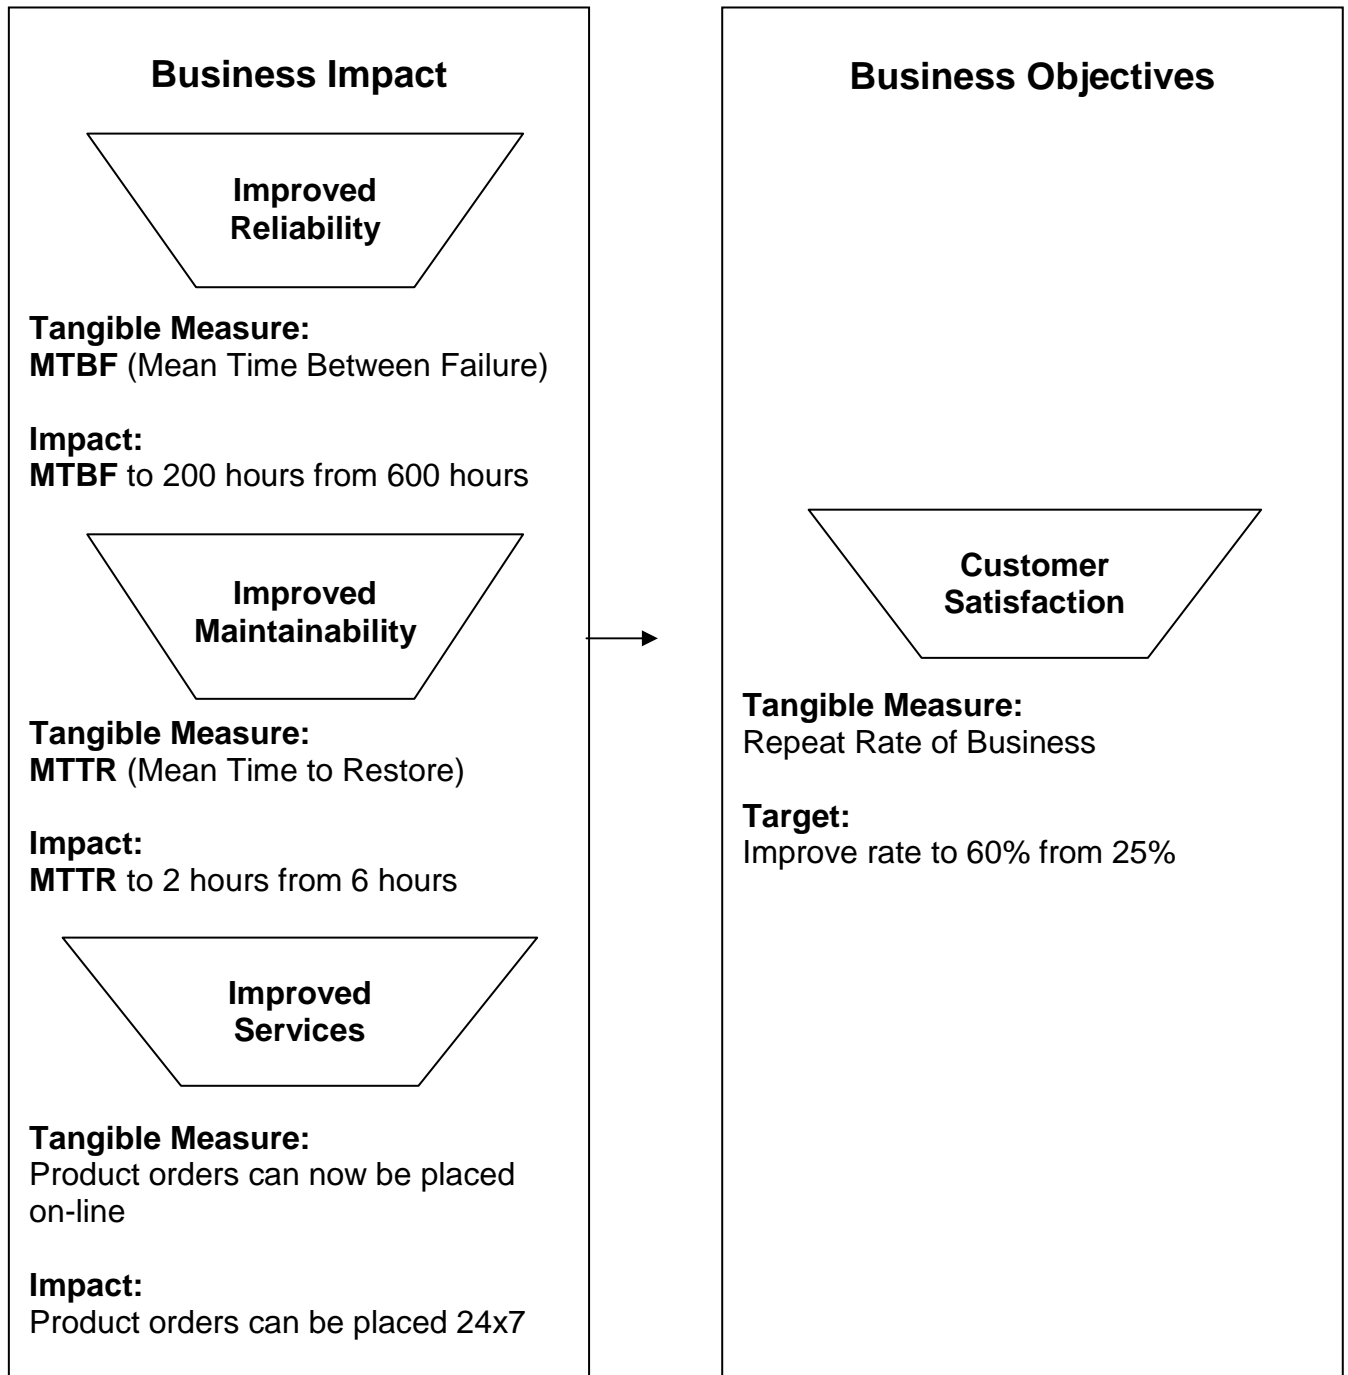 Business Impact
Improved
Reliability
Tangible Measure:
MTBF (Mean Time Between Failure)
Impact:
MTBF to 200 hours from 600 hours
Improved
Maintainability
Tangible Measure:
MTTR (Mean Time to Restore)
Impact:
MTTR to 2 hours from 6 hours
Improved
Services
Tangible Measure:
Product orders can now be placed
on-line
Impact:
Product orders can be placed 24x7
Business Objectives
Customer
Satisfaction
Tangible Measure:
Repeat Rate of Business
Target:
Improve rate to 60% from 25%